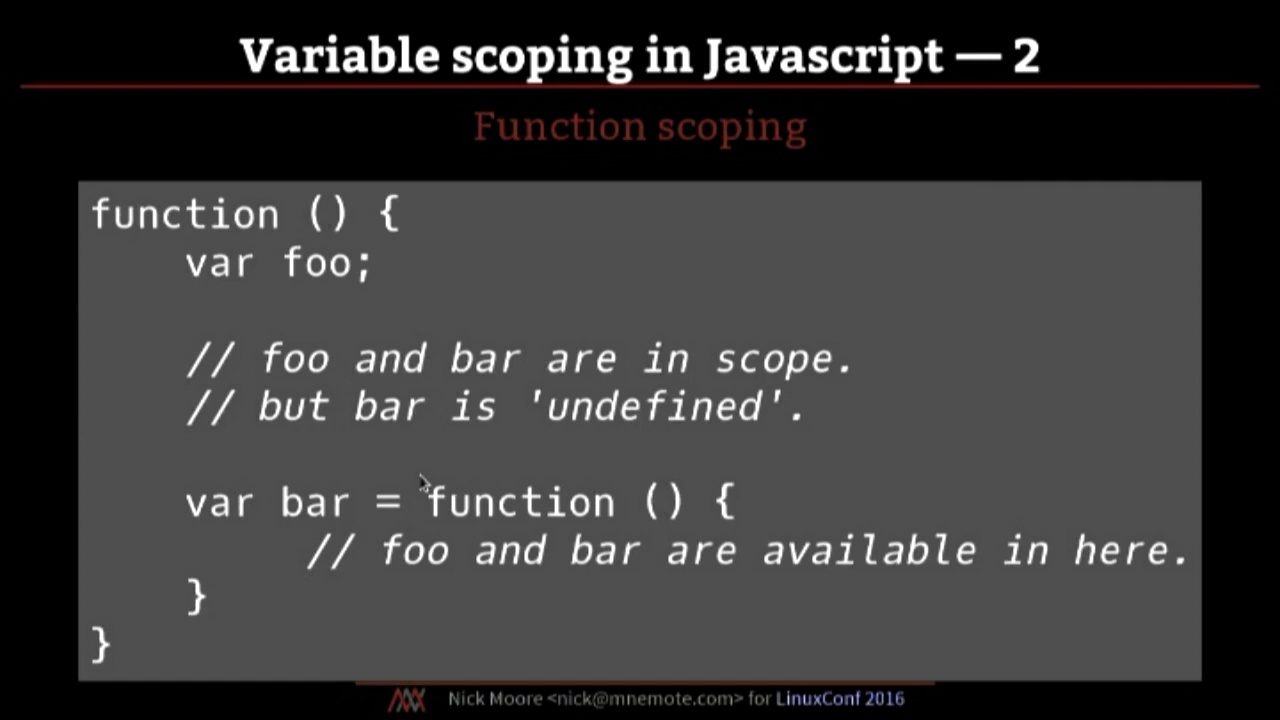 Variable scoping in Javascript — 2
Function scoping
function () {
    var foo;
    // foo and bar are in scope.
    // but bar is 'undefined'.
    var bar = function () {
         // foo and bar are available in here.
    }
}
Nick Moore <nick@mnemote.com> for LinuxConf 2016